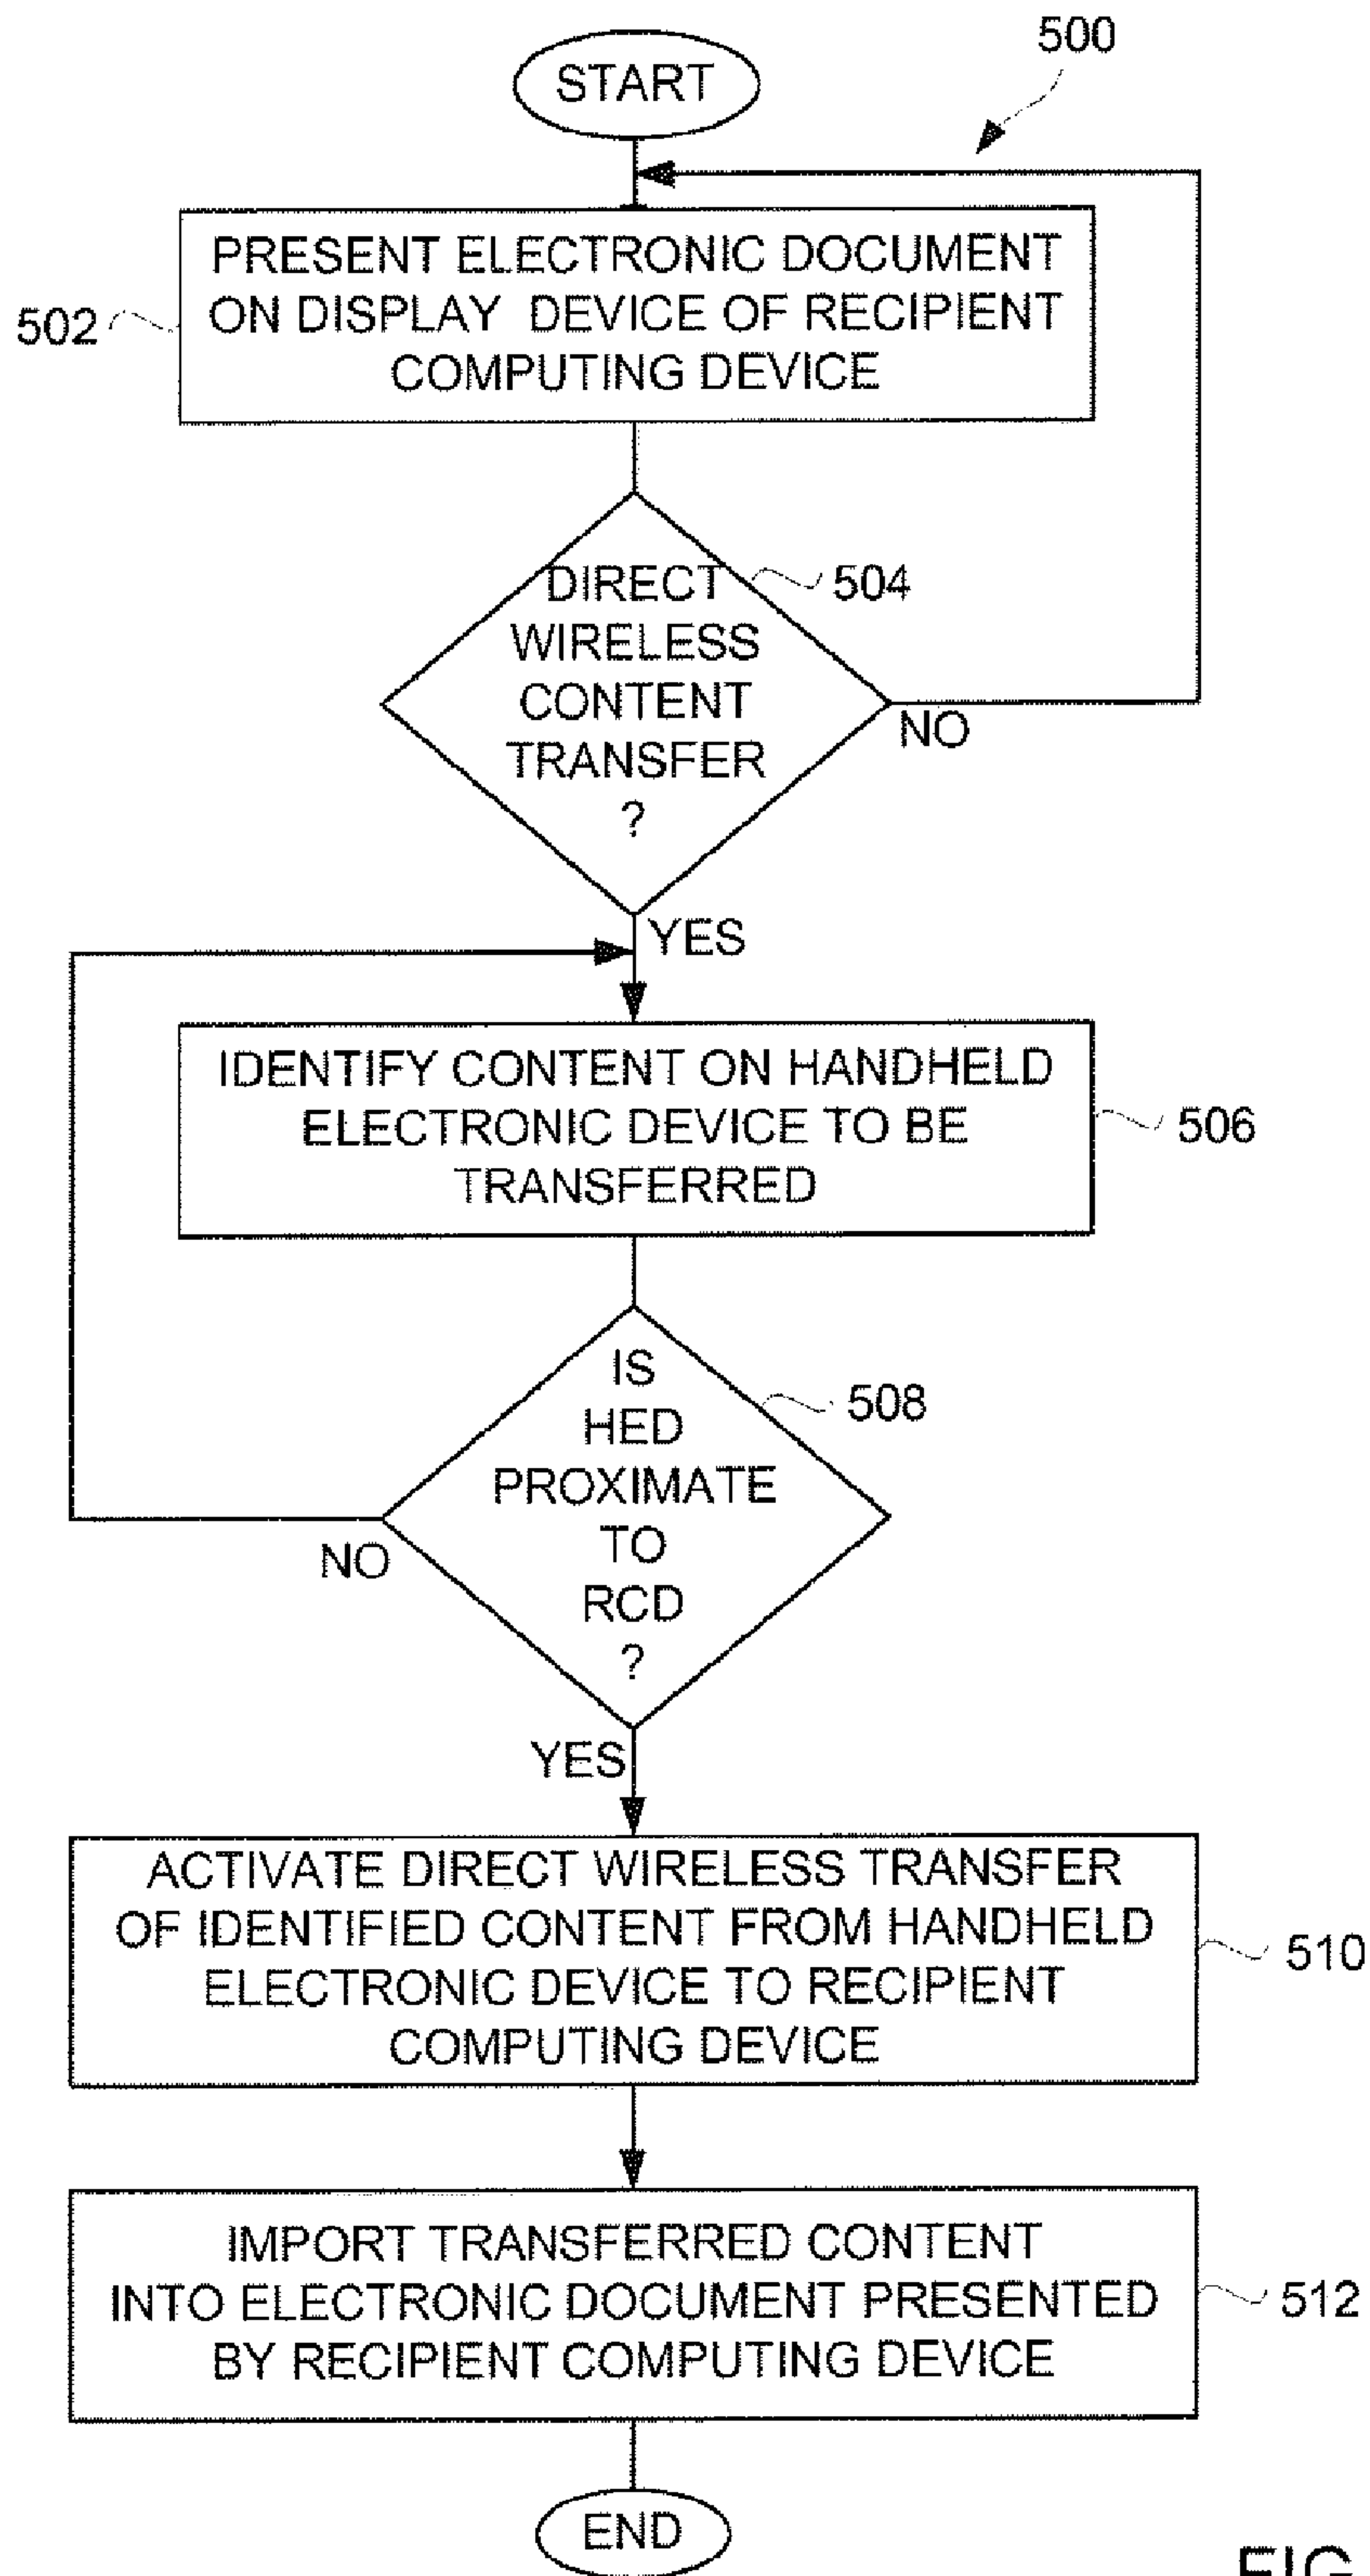 500
START
PRESENT ELECTRONIC DOCUMENT
ON DISPLAY DEVICE OF RECIPIENT
COMPUTING DEVICE
502
DIRECT
WIRELESS
CONTENT
TRANSFER
?
504
NO
YES
IDENTIFY CONTENT ON HANDHELD
ELECTRONIC DEVICE TO BE
TRANSFERRED
506
IS
HED
PROXIMATE
TO
RCD
?
508
NO
YES
ACTIVATE DIRECT WIRELESS TRANSFER
OF IDENTIFIED CONTENT FROM HANDHELD
ELECTRONIC DEVICE TO RECIPIENT
COMPUTING DEVICE
510
IMPORT TRANSFERRED CONTENT
INTO ELECTRONIC DOCUMENT PRESENTED
BY RECIPIENT COMPUTING DEVICE
512
END
FIG